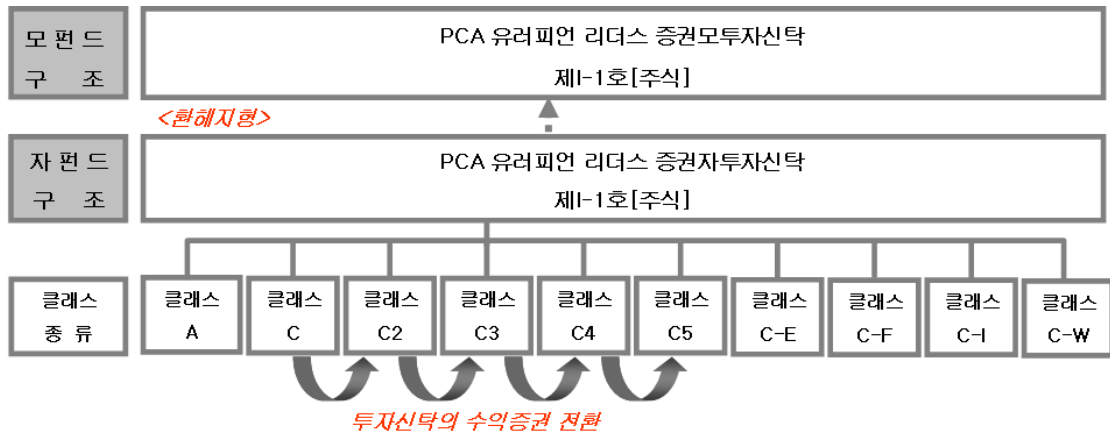 모 펀 드
구 조
PCA 유러피언 리더스 증권모투자신탁
제I-1호[주식]
<환헤지형>
자 펀 드
구 조
PCA 유러피언 리더스 증권자투자신탁
제I-1호[주식]
클래스
종 류
클래스
A
클래스
C
클래스
C2
클래스
C3
클래스
C4
클래스
C5
클래스
C-E
클래스
C-F
클래스
C-I
클래스
C-W
투자신탁의 수익증권 전환